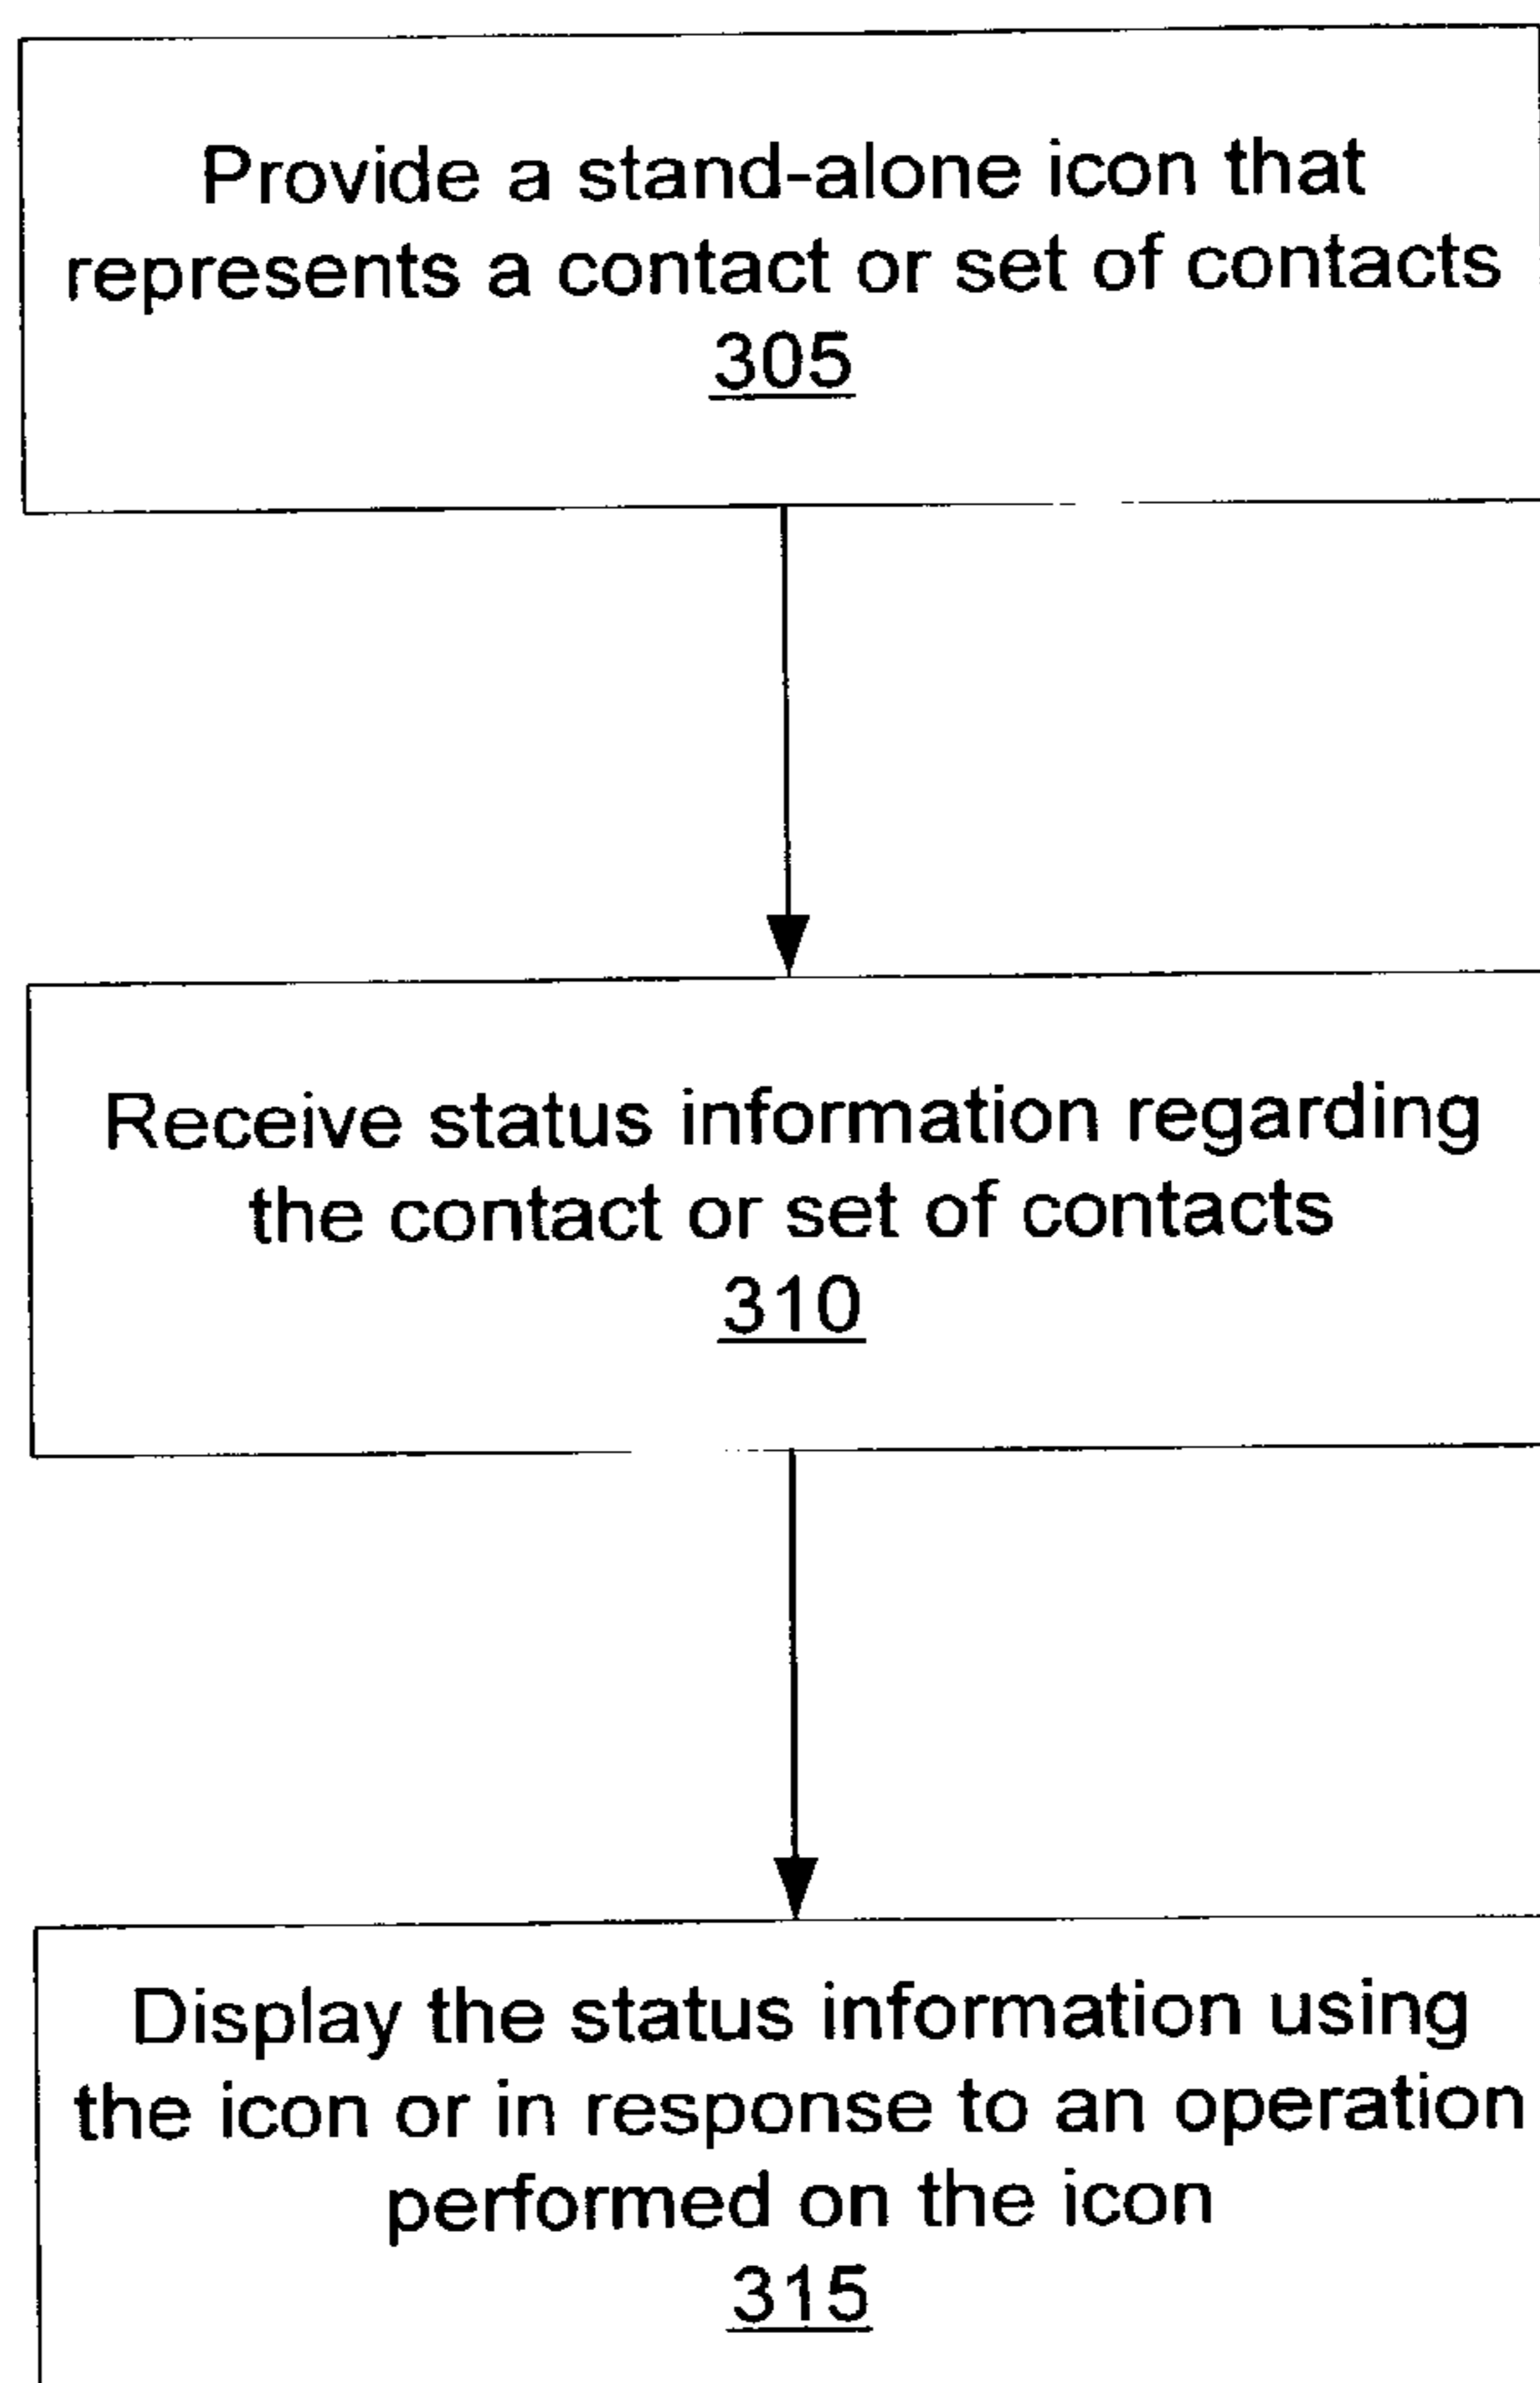 Provide a stand-alone icon that
represents a contact or set of contacts
305
Receive status information regarding
the contact or set of contacts
310
Display the status information using
the icon or in response to an operation
performed on the icon
315